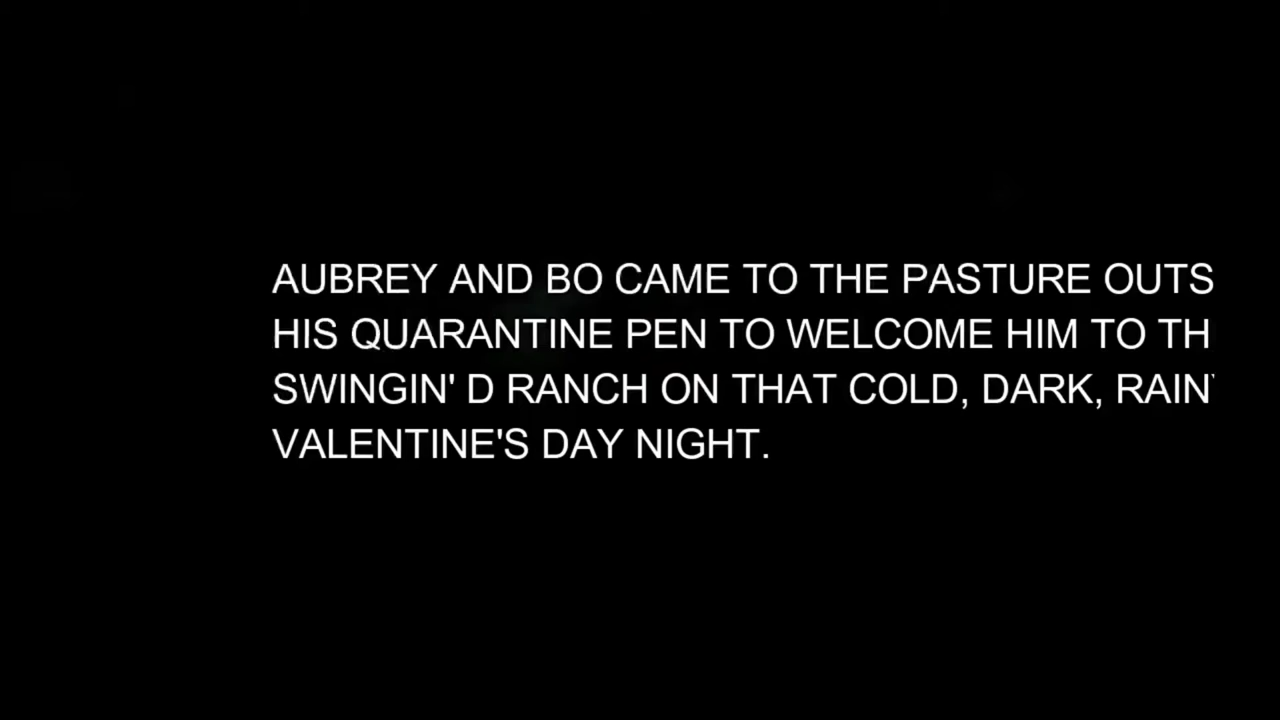 AUBREY AND BO CAME TO THE PASTURE OUTS
HIS QUARANTINE PEN TO WELCOME HIM TO TH
SWINGIN' D RANCH ON THAT COLD, DARK, RAIN
VALENTINE'S DAY NIGHT.